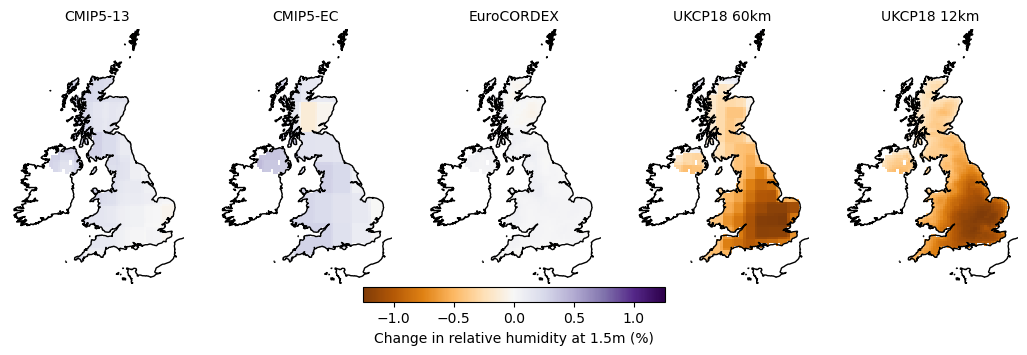 CMIP5-13 CMIP5-EC EuroCORDEX UKCP18 60km UKCP18 12km
−1.0 −0.5 0.0 0.5 1.0
Change in relative humidity at 1.5m (%)